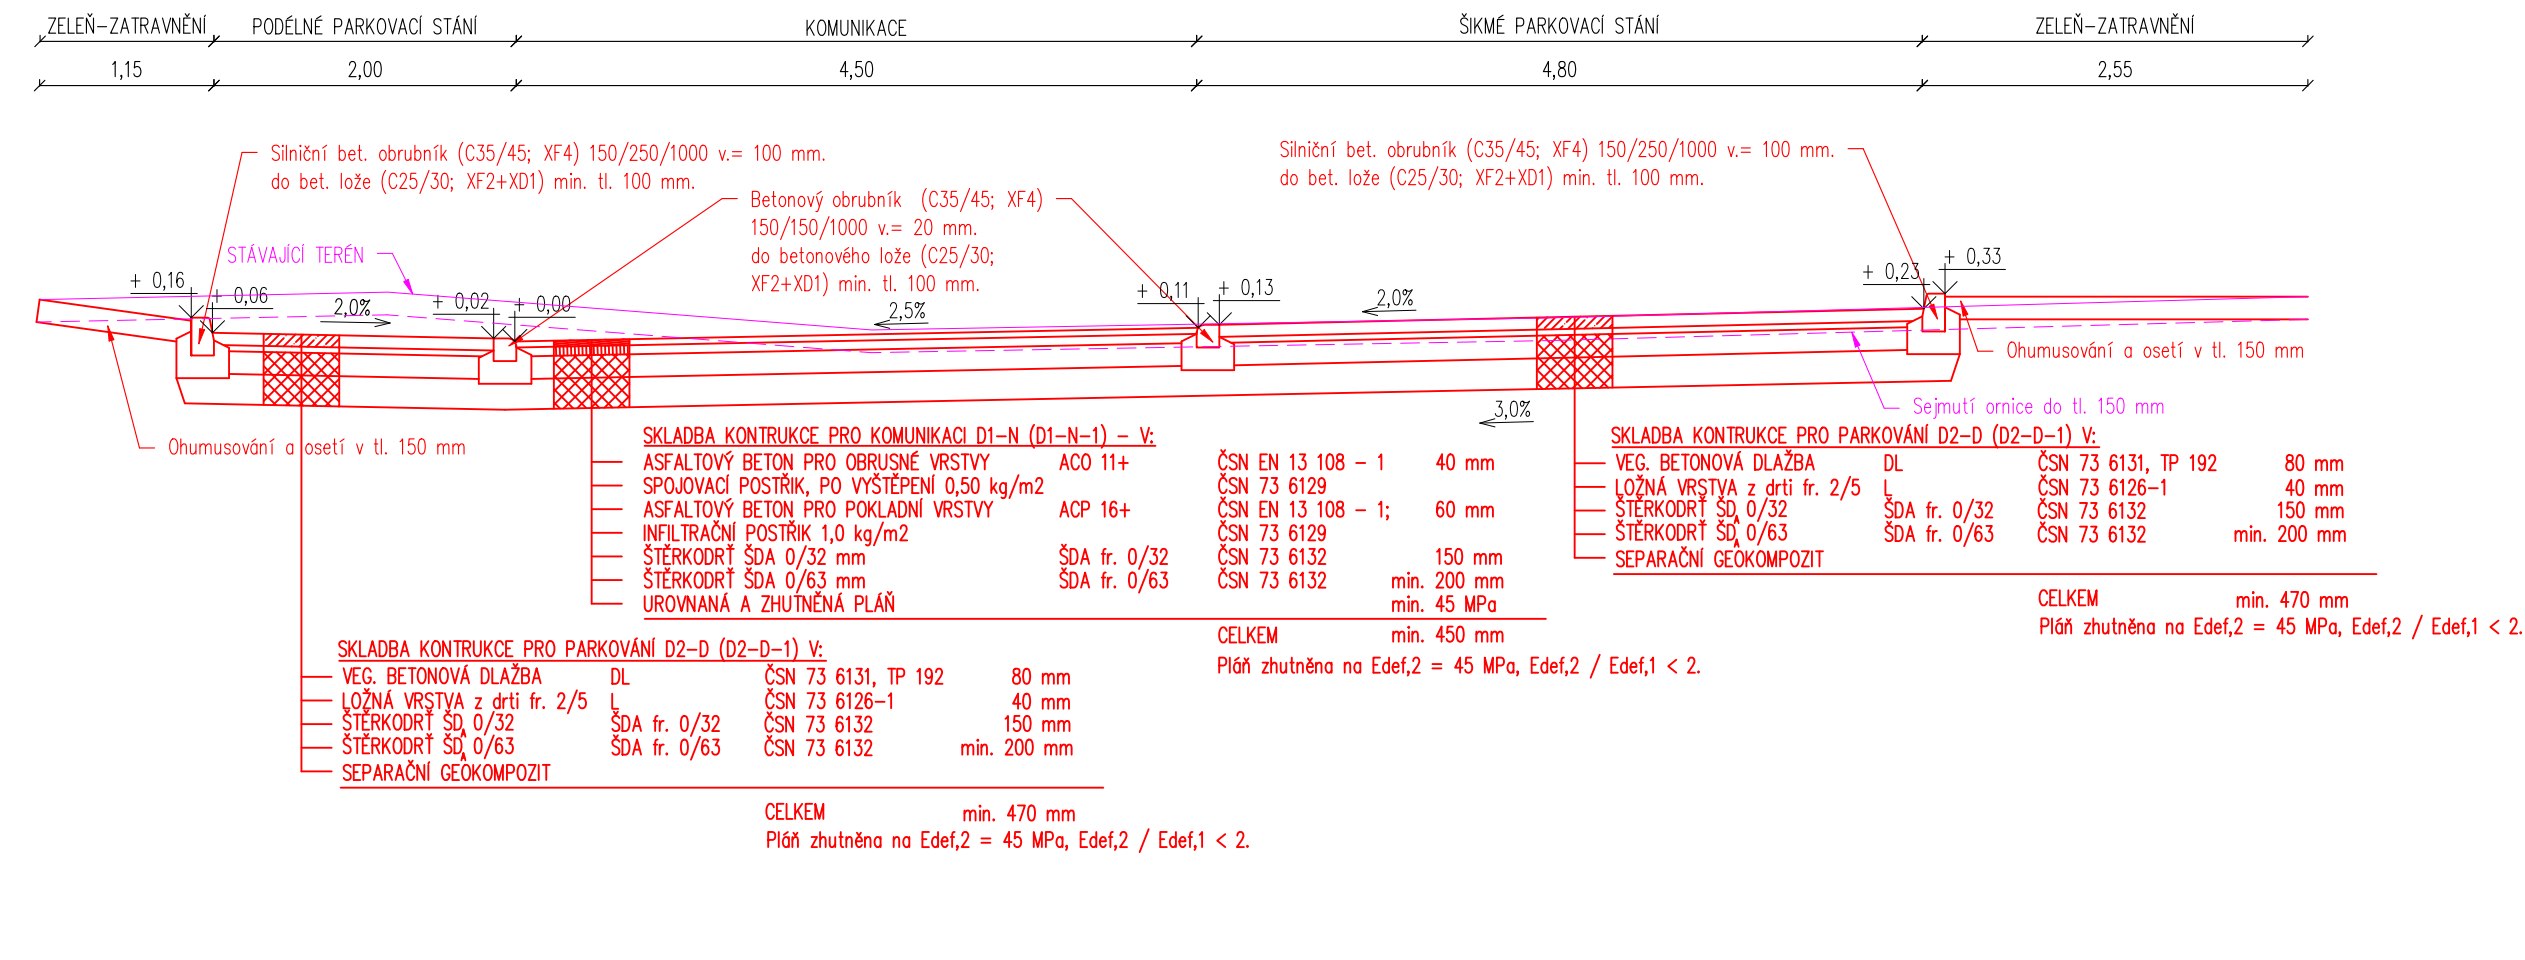 ZELEŇ-ZATRAVNĚNÍ PODÉLNÉ PARKOVACÍ STÁNÍ KOMUNIKACE ŠIKMÉ PARKOVACÍ STÁNÍ ZELEŇ-ZATRAVNĚNÍ
1,15 2,00 4,50 4,80 2,55
Silniční bet. obrubník (C35/45; XF4) 150/250/1000 v.= 100 mm.
do bet. lože (C25/30; XF2+XD1) min. tl. 100 mm.
Betonový obrubník (C35/45; XF4)
150/150/1000 v.= 20 mm.
do betonového lože (C25/30;
XF2+XD1) min. tl. 100 mm.
Silniční bet. obrubník (C35/45; XF4) 150/250/1000 v.= 100 mm.
do bet. lože (C25/30; XF2+XD1) min. tl. 100 mm.
STÁVAJÍCÍ TERÉN
+ 0,16
+ 0,06
2,0%
+ 0,02
+ 0,00
2,5%
+ 0,11
+ 0,13
2,0%
+ 0,23
+ 0,33
Ohumusování a osetí v tl. 150 mm
Sejmutí ornice do tl. 150 mm
3,0%
Ohumusování a osetí v tl. 150 mm
SKLADBA KONTRUKCE PRO KOMUNIKACI D1-N (D1-N-1) - V:
ASFALTOVÝ BETON PRO OBRUSNÉ VRSTVY ACO 11+ ČSN EN 13 108 - 1 40 mm
SPOJOVACÍ POSTŘIK, PO VYŠTĚPENÍ 0,50 kg/m2 ČSN 73 6129
ASFALTOVÝ BETON PRO POKLADNÍ VRSTVY ACP 16+ ČSN EN 13 108 - 1; 60 mm
INFILTRAČNÍ POSTŘIK 1,0 kg/m2 ČSN 73 6129
ŠTĚRKODRŤ ŠDA 0/32 mm ŠDA fr. 0/32 ČSN 73 6132 150 mm
ŠTĚRKODRŤ ŠDA 0/63 mm ŠDA fr. 0/63 ČSN 73 6132 min. 200 mm
UROVNANÁ A ZHUTNĚNÁ PLÁŇ min. 45 MPa
CELKEM min. 450 mm
Pláň zhutněna na Edef,2 = 45 MPa, Edef,2 / Edef,1 < 2.
SKLADBA KONTRUKCE PRO PARKOVÁNÍ D2-D (D2-D-1) V:
VEG. BETONOVÁ DLAŽBA DL ČSN 73 6131, TP 192 80 mm
LOŽNÁ VRSTVA z drti fr. 2/5 L ČSN 73 6126-1 40 mm
ŠTĚRKODRŤ ŠDA 0/32 ŠDA fr. 0/32 ČSN 73 6132 150 mm
ŠTĚRKODRŤ ŠDA 0/63 ŠDA fr. 0/63 ČSN 73 6132 min. 200 mm
SEPARAČNÍ GEOKOMPOZIT
CELKEM min. 470 mm
Pláň zhutněna na Edef,2 = 45 MPa, Edef,2 / Edef,1 < 2.
SKLADBA KONTRUKCE PRO PARKOVÁNÍ D2-D (D2-D-1) V:
VEG. BETONOVÁ DLAŽBA DL ČSN 73 6131, TP 192 80 mm
LOŽNÁ VRSTVA z drti fr. 2/5 L ČSN 73 6126-1 40 mm
ŠTĚRKODRŤ ŠDA 0/32 ŠDA fr. 0/32 ČSN 73 6132 150 mm
ŠTĚRKODRŤ ŠDA 0/63 ŠDA fr. 0/63 ČSN 73 6132 min. 200 mm
SEPARAČNÍ GEOKOMPOZIT
CELKEM min. 470 mm
Pláň zhutněna na Edef,2 = 45 MPa, Edef,2 / Edef,1 < 2.